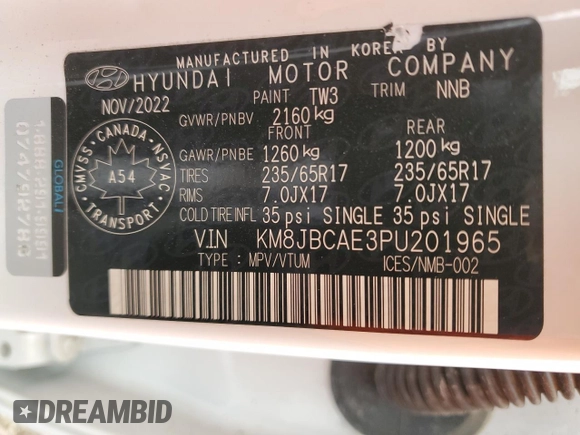 MANUFACTURED IN KOREA BY
HYUNDAI MOTOR COMPANY
NOV/2022 PAINT TW3 TRIM NNB
GVWR/PNBV 2160 kg
FRONT REAR
GAWR/PNBE 1260 kg 1200 kg
TIRES 235/65R17 235/65R17
RIMS 7.0JX17 7.0JX17
COLD TIRE INFL 35 psi SINGLE 35 psi SINGLE
VIN KM8JBCAE3PU201965
TYPE : MPV/VTUM ICES/NMB-002
CANADA
CMVSS NSVAC
A54
TRANSPORT
GLOBALI
DREAMBID